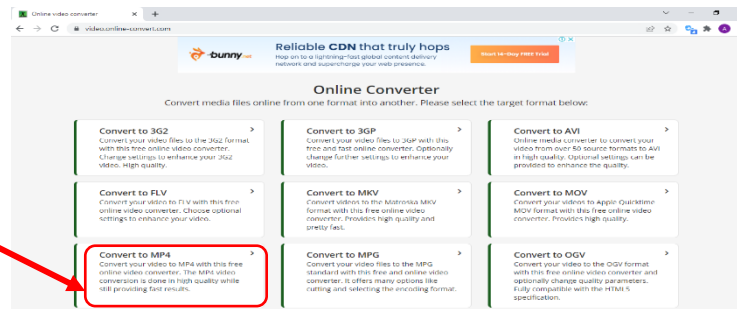 Online video converter
video.online-convert.com
A
bunny.net
Reliable CDN that truly hops
Hop on to a lightning-fast global content delivery
network and supercharge your web presence.
Start 14-Day FREE Trial
Online Converter
Convert media files online from one format into another. Please select the target format below:
Convert to 3G2
Convert your video files to the 3G2 format
with this free online video converter.
Change settings to enhance your 3G2
video. High quality.
Convert to 3GP
Convert your video files to 3GP with this
free and fast online converter. Optionally
change further settings to enhance your
video.
Convert to AVI
Online media converter to convert your
video from over 50 source formats to AVI
in high quality. Optional settings can be
provided to enhance the quality.
Convert to FLV
Convert your video to FLV with this free
online video converter. Choose optional
settings to enhance your video.
Convert to MKV
Convert videos to the Matroska MKV
format with this free online video
converter. Provides high quality and
pretty fast.
Convert to MOV
Convert your videos to Apple Quicktime
MOV format with this free online video
converter. Provides high quality.
Convert to MP4
Convert your video to MP4 with this free
online video converter. The MP4 video
conversion is done in high quality while
still providing fast results.
Convert to MPG
Convert your video files to the MPG
standard with this free and online video
converter. It offers many options like
cutting and selecting the encoding format.
Convert to OGV
Convert your video to the OGV format
with this free online video converter and
optionally change quality parameters.
Fully compatible with the HTML5
specification.